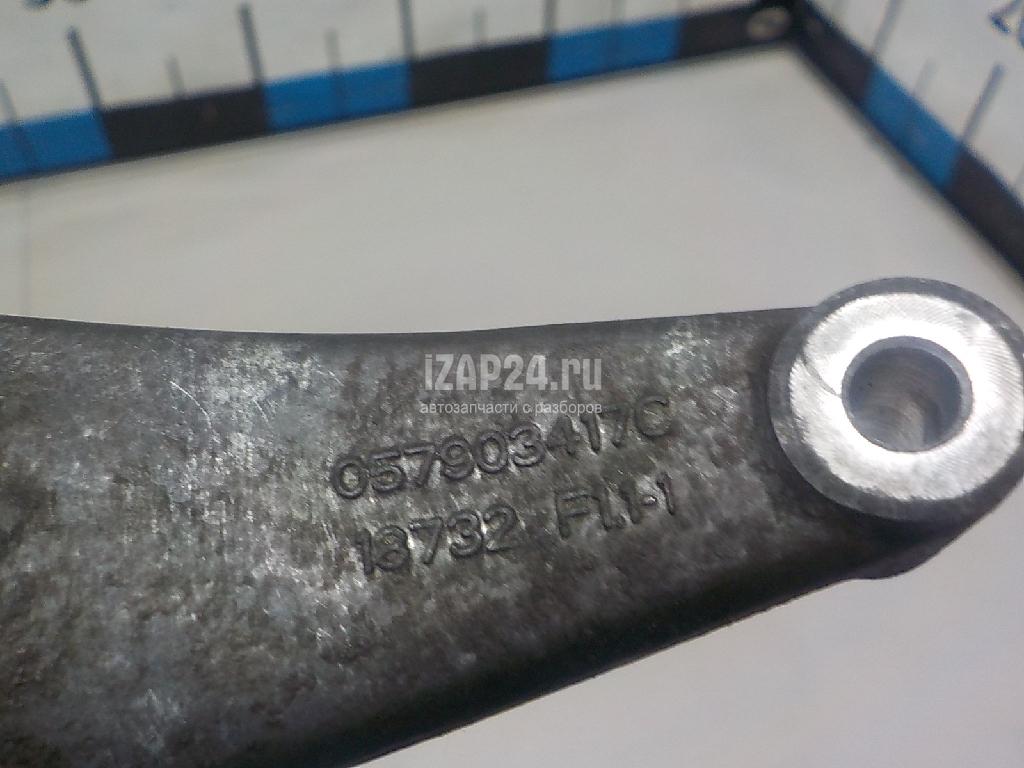 iZAP24.ru
автозапчасти с разборов
057903417C
13732 FL1-1